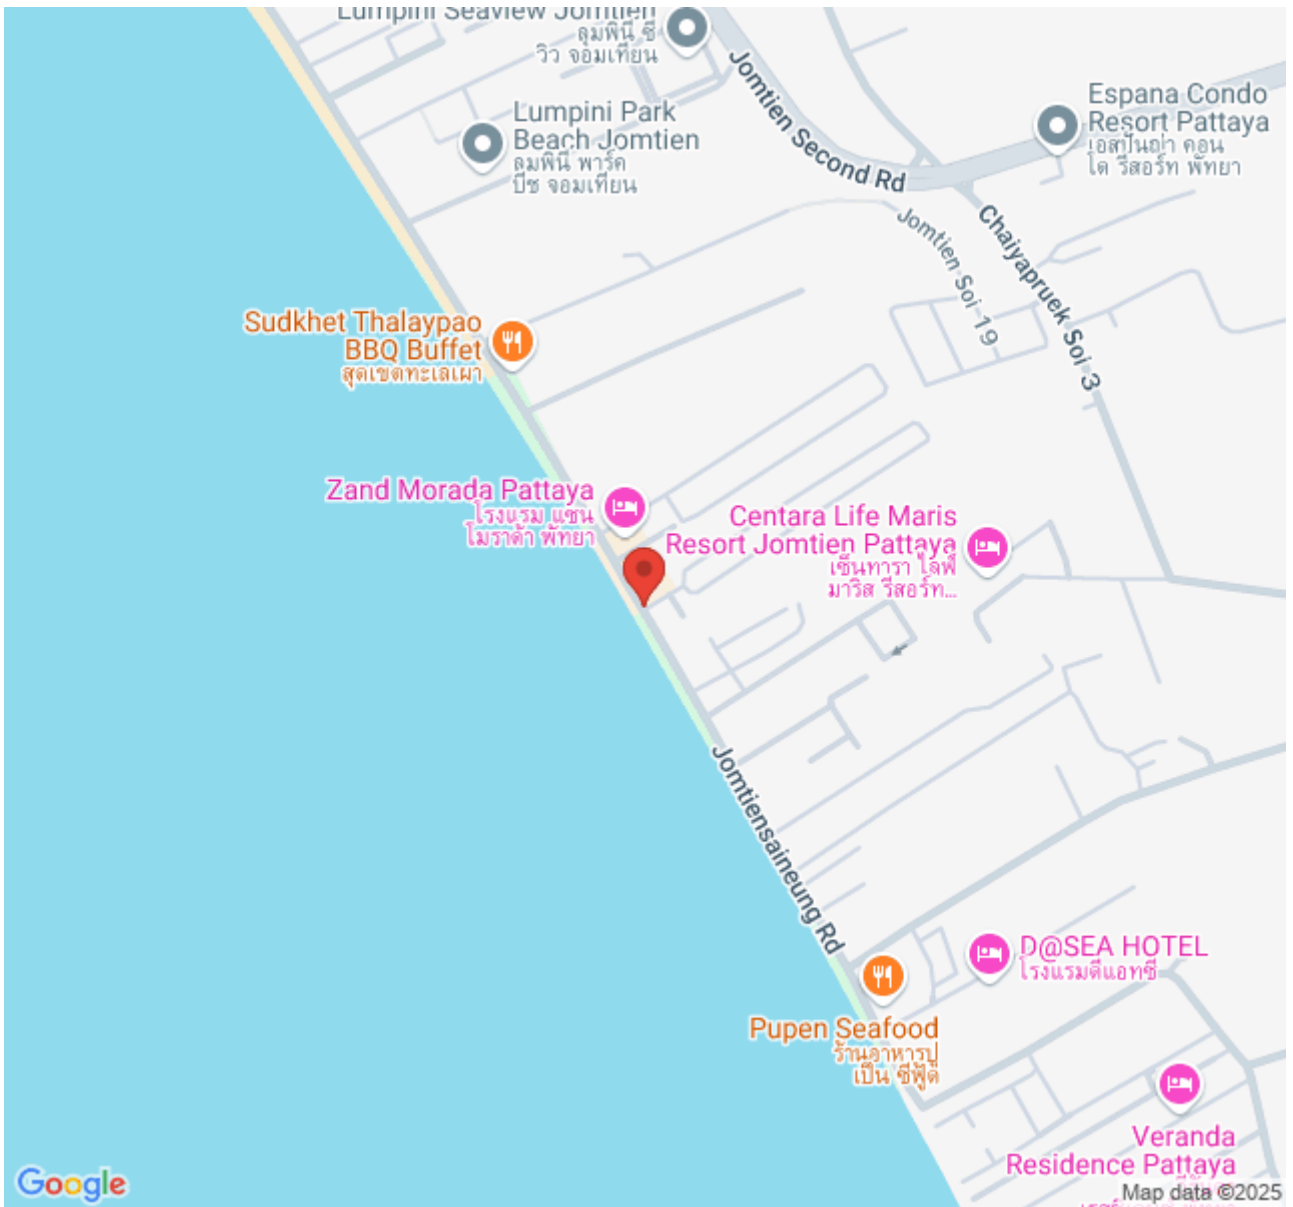 Lumpini Seaview Jomtien
ลุมพินี ซี
วิว จอมเทียน
Jomtien Second Rd
Espana Condo
Resort Pattaya
เอสปันญ่า คอน
โด รีสอร์ท พัทยา
Lumpini Park
Beach Jomtien
ลุมพินี พาร์ค
บีช จอมเทียน
Jomtien Soi 19
Chaiyapruek Soi 3
Sudkhet Thalaypao
BBQ Buffet
สุดเขตทะเลเผา
Zand Morada Pattaya
โรงแรม แซน
โมราด้า พัทยา
Centara Life Maris
Resort Jomtien Pattaya
เซ็นทารา ไลฟ์
มาริส รีสอร์ท...
Jomtiensaineung Rd
D@SEA HOTEL
โรงแรมดีแอทซี
Pupen Seafood
ร้านอาหารปู
เป็น ซีฟู้ด
Veranda
Residence Pattaya
Google
Map data ©2025